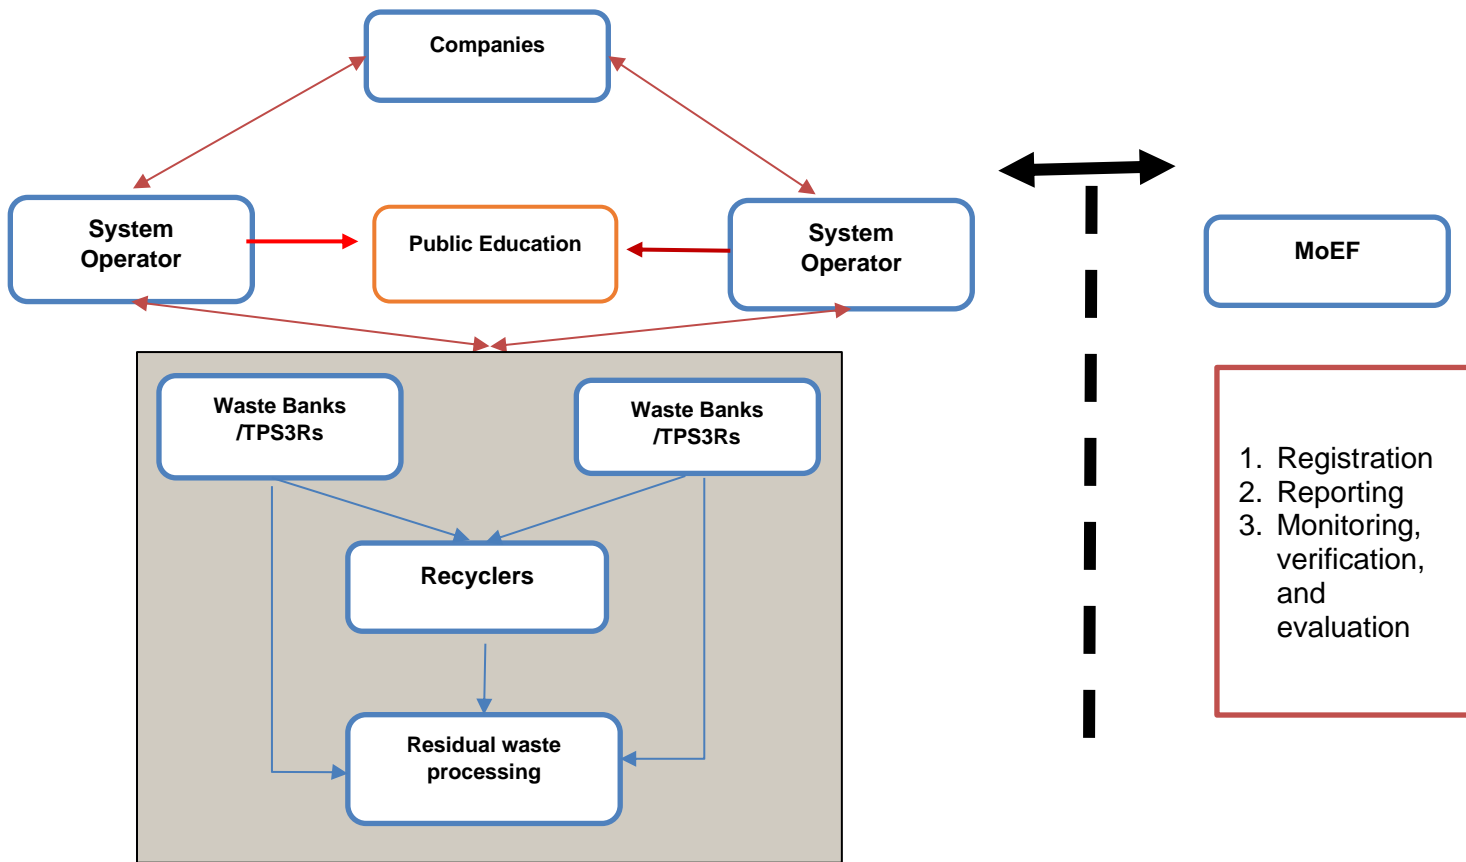 Companies
System
Operator
Public Education
System
Operator
MoEF
Waste Banks
/TPS3Rs
Waste Banks
/TPS3Rs
Recyclers
Residual waste
processing
1. Registration
2. Reporting
3. Monitoring,
verification,
and
evaluation